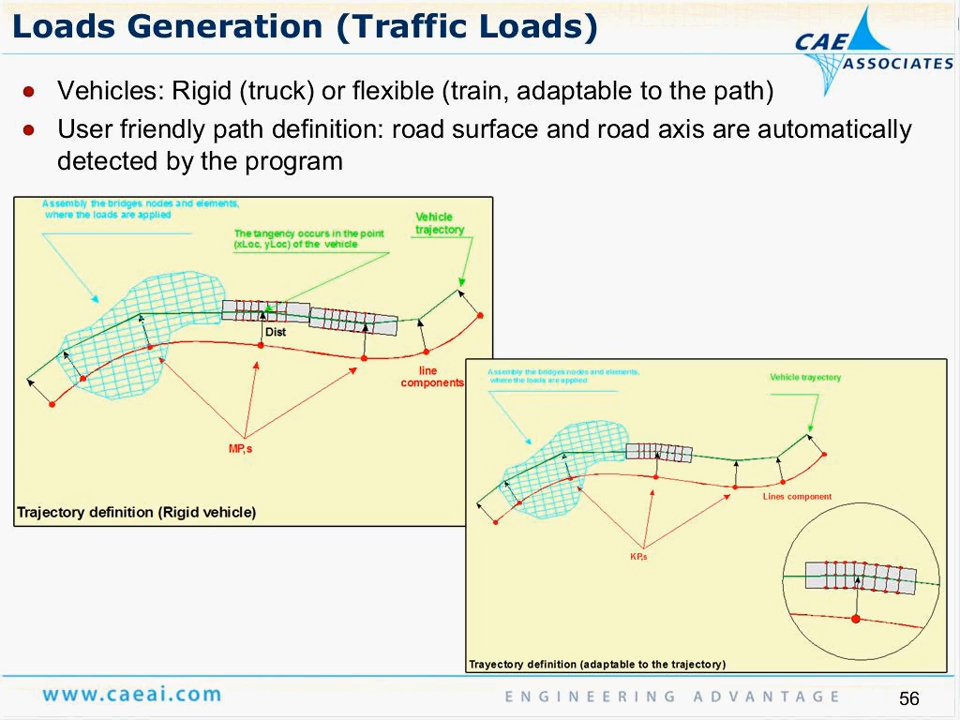 Loads Generation (Traffic Loads)
CAE
ASSOCIATES
● Vehicles: Rigid (truck) or flexible (train, adaptable to the path)
● User friendly path definition: road surface and road axis are automatically
detected by the program
Assembly the bridges nodes and elements,
where the loads are applied
The tangency occurs in the point
(xLoc, yLoc) of the vehicle
Vehicle
trajectory
Dist
line
components
MP,s
Trajectory definition (Rigid vehicle)
Assembly the bridges nodes and elements,
where the loads are applied
Vehicle trayectory
Lines component
KP,s
Trayectory definition (adaptable to the trajectory)
www.caeai.com
ENGINEERING ADVANTAGE
56